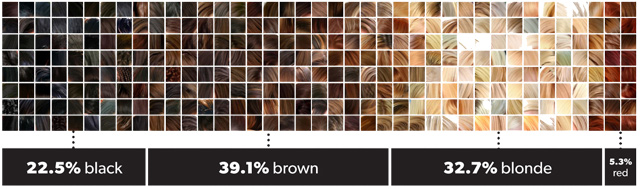 22.5% black
39.1% brown
32.7% blonde
5.3%
red